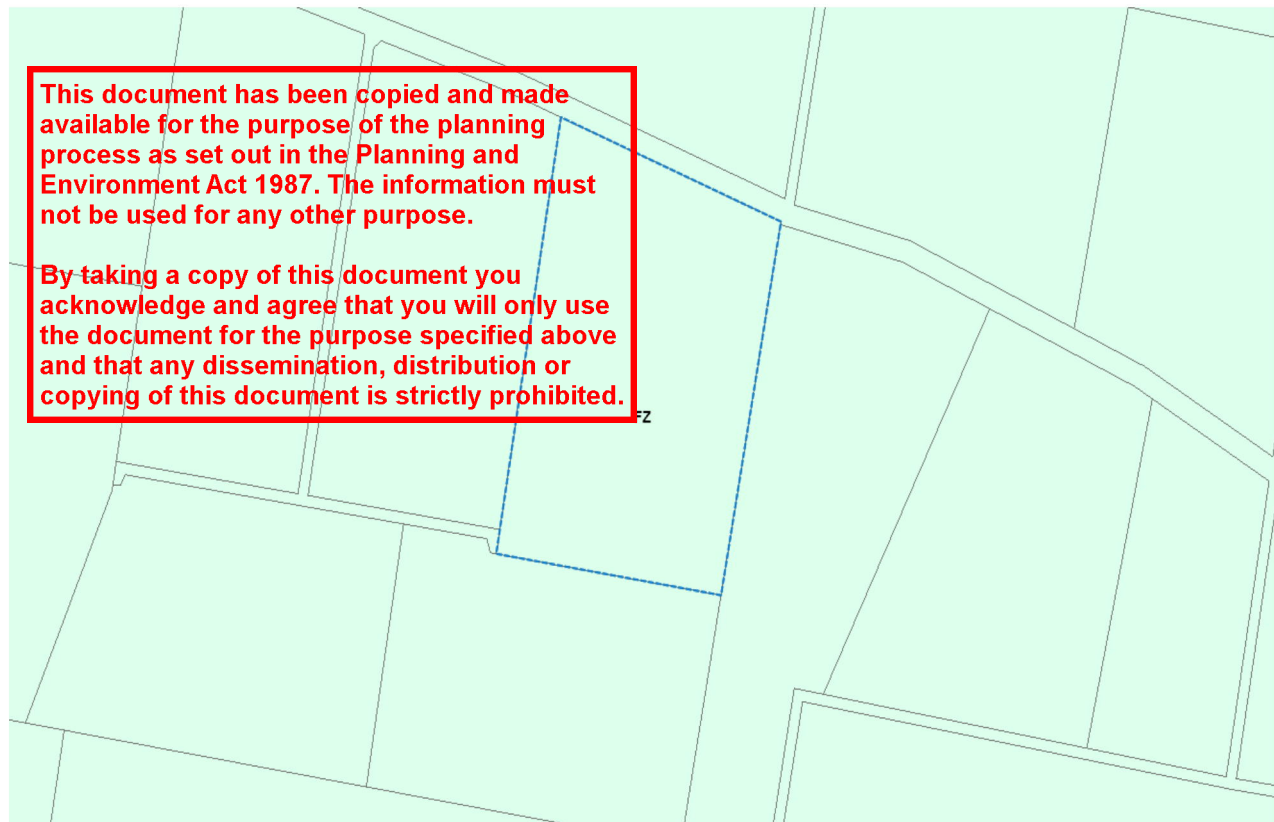 This document has been copied and made
available for the purpose of the planning
process as set out in the Planning and
Environment Act 1987. The information must
not be used for any other purpose.
By taking a copy of this document you
acknowledge and agree that you will only use
the document for the purpose specified above
and that any dissemination, distribution or
copying of this document is strictly prohibited.
FZ